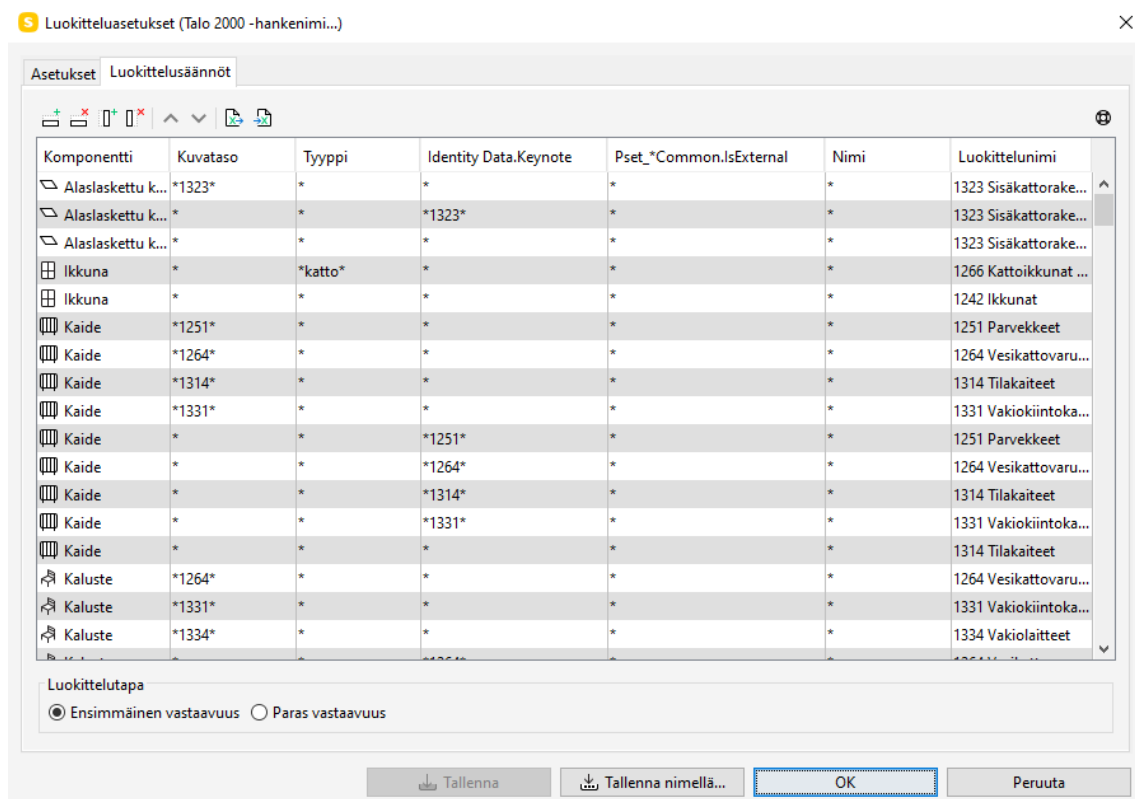 S Luokitteluasetukset (Talo 2000 -hankenimi...)
Asetukset Luokittelusäännöt
Komponentti Kuvataso Tyyppi Identity Data.Keynote Pset_*Common.IsExternal Nimi Luokittelunimi
Alaslaskettu k... *1323* * * * * 1323 Sisäkattorake...
Alaslaskettu k... * * *1323* * * 1323 Sisäkattorake...
Alaslaskettu k... * * * * * 1323 Sisäkattorake...
Ikkuna * *katto* * * * 1266 Kattoikkunat ...
Ikkuna * * * * * 1242 Ikkunat
Kaide *1251* * * * * 1251 Parvekkeet
Kaide *1264* * * * * 1264 Vesikattovaru...
Kaide *1314* * * * * 1314 Tilakaiteet
Kaide *1331* * * * * 1331 Vakiokiintoka...
Kaide * * *1251* * * 1251 Parvekkeet
Kaide * * *1264* * * 1264 Vesikattovaru...
Kaide * * *1314* * * 1314 Tilakaiteet
Kaide * * *1331* * * 1331 Vakiokiintoka...
Kaide * * * * * 1314 Tilakaiteet
Kaluste *1264* * * * * 1264 Vesikattovaru...
Kaluste *1331* * * * * 1331 Vakiokiintoka...
Kaluste *1334* * * * * 1334 Vakiolaitteet
Luokittelutapa
Ensimmäinen vastaavuus Paras vastaavuus
Tallenna Tallenna nimellä... OK Peruuta